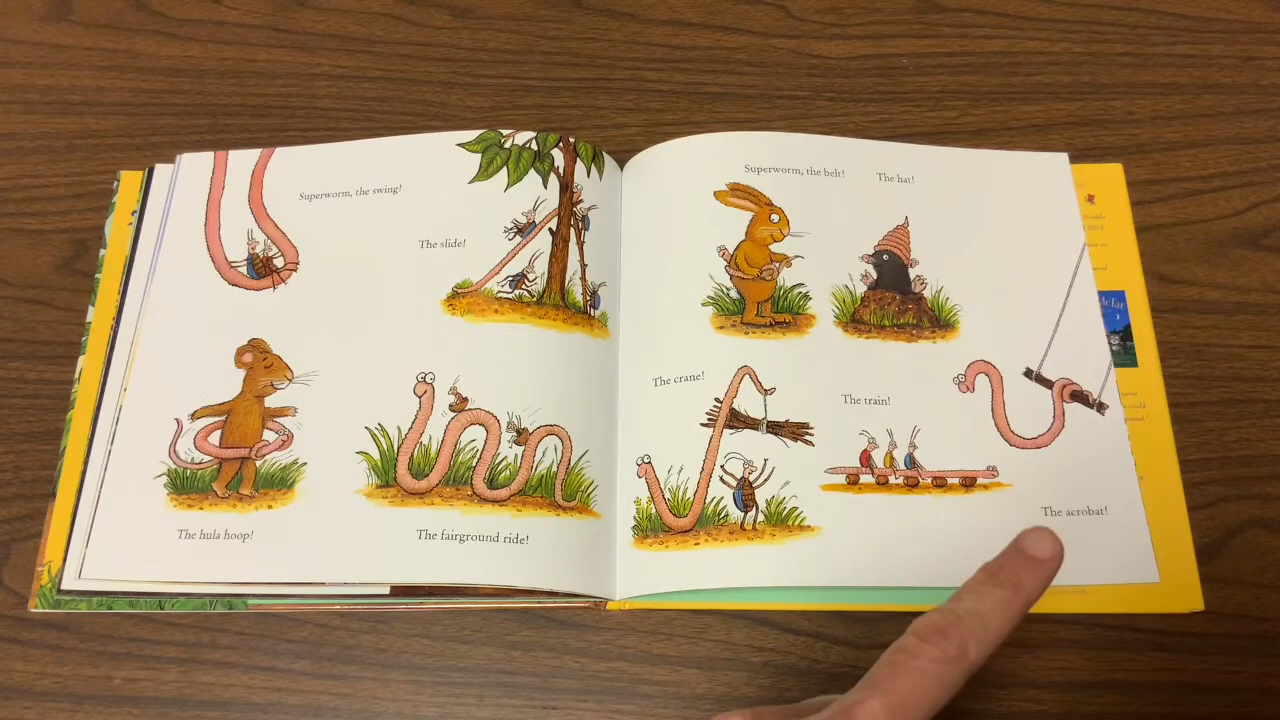 Superworm, the swing!
The slide!
The hula hoop!
The fairground ride!
Superworm, the belt!
The hat!
The crane!
The train!
The acrobat!